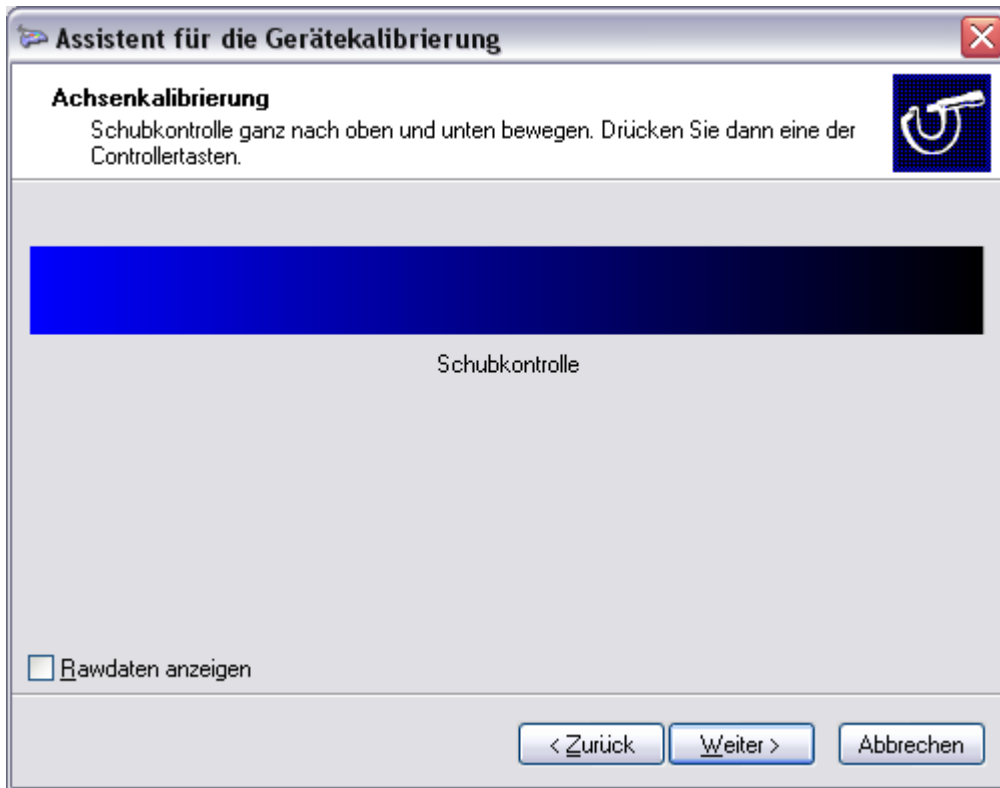 Assistent für die Gerätekalibrierung
Achsenkalibrierung
Schubkontrolle ganz nach oben und unten bewegen. Drücken Sie dann eine der
Controllertasten.
Schubkontrolle
Rawdaten anzeigen
< Zurück Weiter > Abbrechen